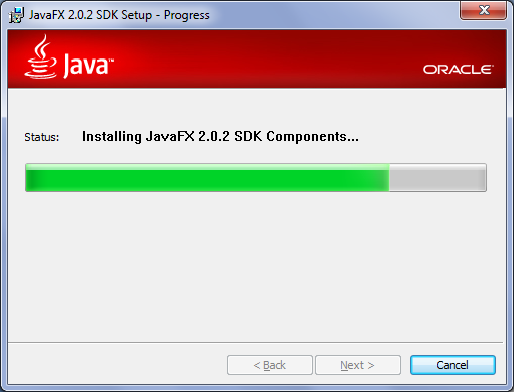 JavaFX 2.0.2 SDK Setup - Progress
Java™
ORACLE®
Status: Installing JavaFX 2.0.2 SDK Components...
< Back Next > Cancel